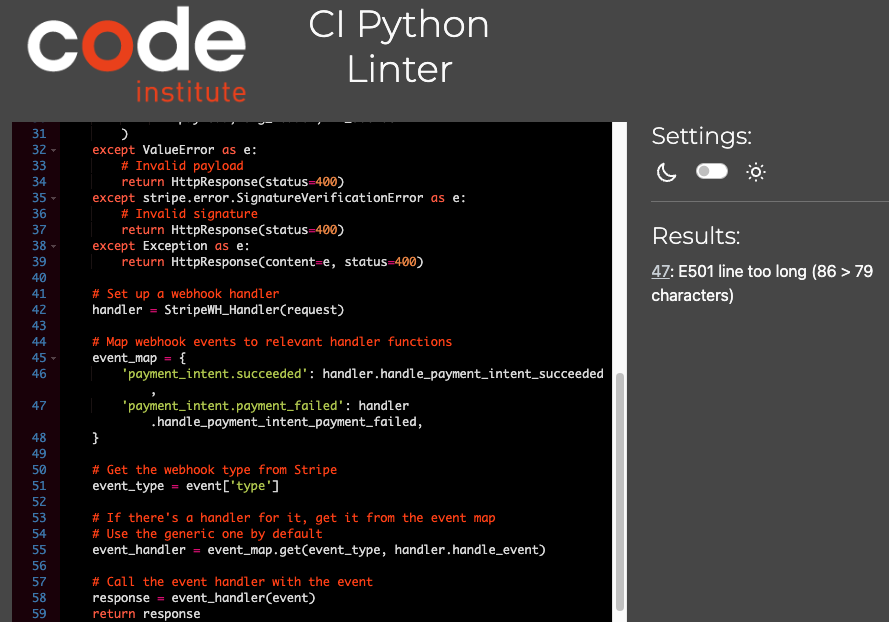 code
institute
CI Python
Linter
31 )
32 except ValueError as e:
33 # Invalid payload
34 return HttpResponse(status=400)
35 except stripe.error.SignatureVerificationError as e:
36 # Invalid signature
37 return HttpResponse(status=400)
38 except Exception as e:
39 return HttpResponse(content=e, status=400)
40
41 # Set up a webhook handler
42 handler = StripeWH_Handler(request)
43
44 # Map webhook events to relevant handler functions
45 event_map = {
46 'payment_intent.succeeded': handler.handle_payment_intent_succeeded
,
47 'payment_intent.payment_failed': handler
.handle_payment_intent_payment_failed,
48 }
49
50 # Get the webhook type from Stripe
51 event_type = event['type']
52
53 # If there's a handler for it, get it from the event map
54 # Use the generic one by default
55 event_handler = event_map.get(event_type, handler.handle_event)
56
57 # Call the event handler with the event
58 response = event_handler(event)
59 return response
Settings:
Results:
47: E501 line too long (86 > 79
characters)